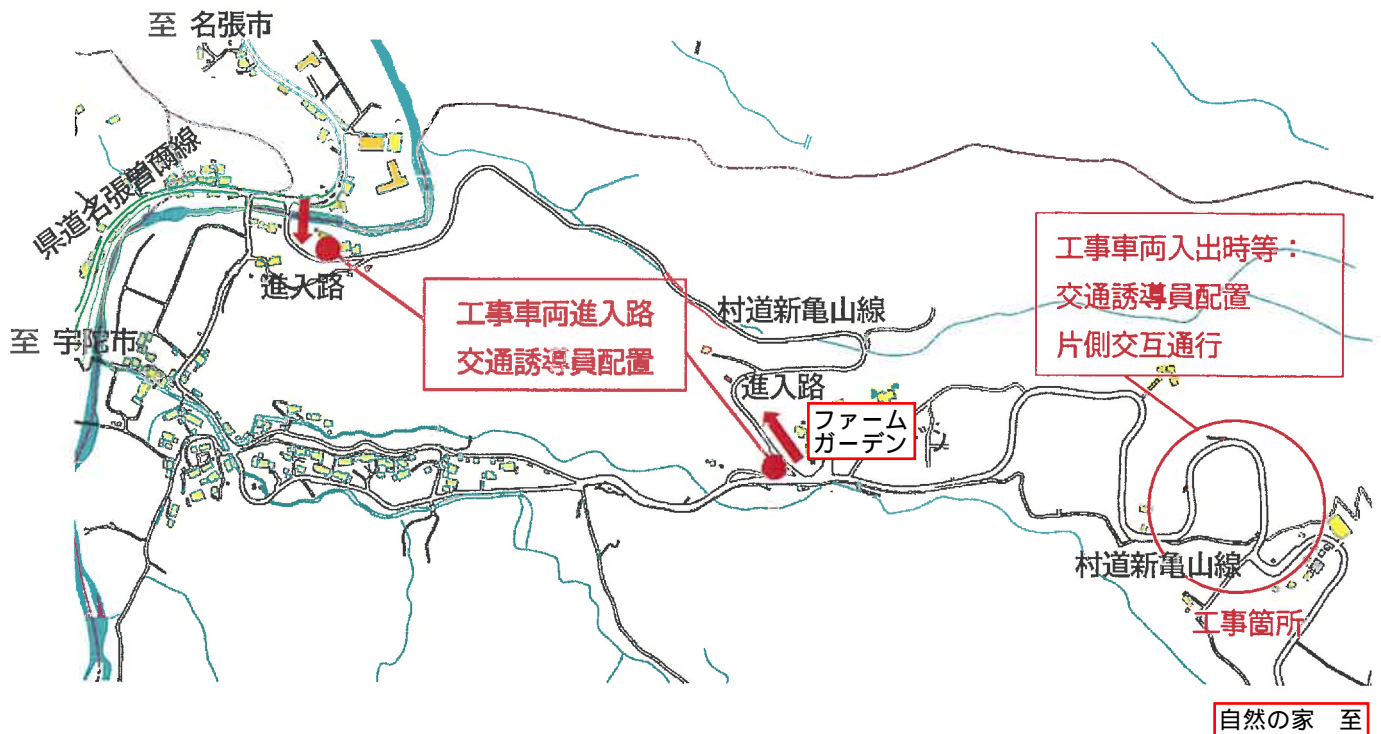 至 名張市
県道名張曽爾線
至 宇陀市
進入路
工事車両進入路
交通誘導員配置
村道新亀山線
進入路
ファーム
ガーデン
工事車両入出時等：
交通誘導員配置
片側交互通行
村道新亀山線
工事箇所
自然の家　至